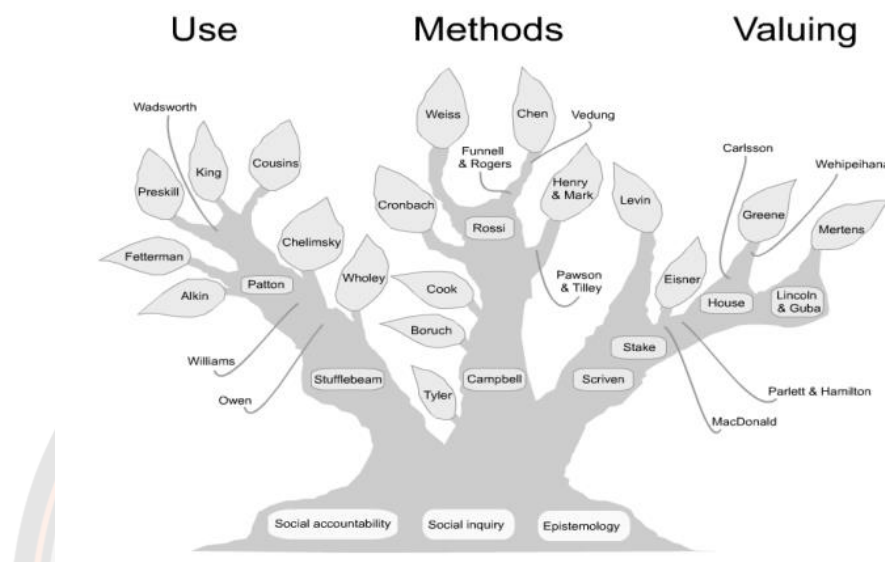 Use
Methods
Valuing
Wadsworth
King
Cousins
Preskill
Chelimsky
Fetterman
Alkin
Patton
Wholey
Williams
Owen
Stufflebeam
Weiss
Chen
Vedung
Funnell
& Rogers
Henry
& Mark
Cronbach
Rossi
Cook
Pawson
& Tilley
Boruch
Tyler
Campbell
Levin
Carlsson
Wehipeihana
Greene
Mertens
Eisner
House
Lincoln
& Guba
Stake
Scriven
Parlett & Hamilton
MacDonald
Social accountability
Social inquiry
Epistemology